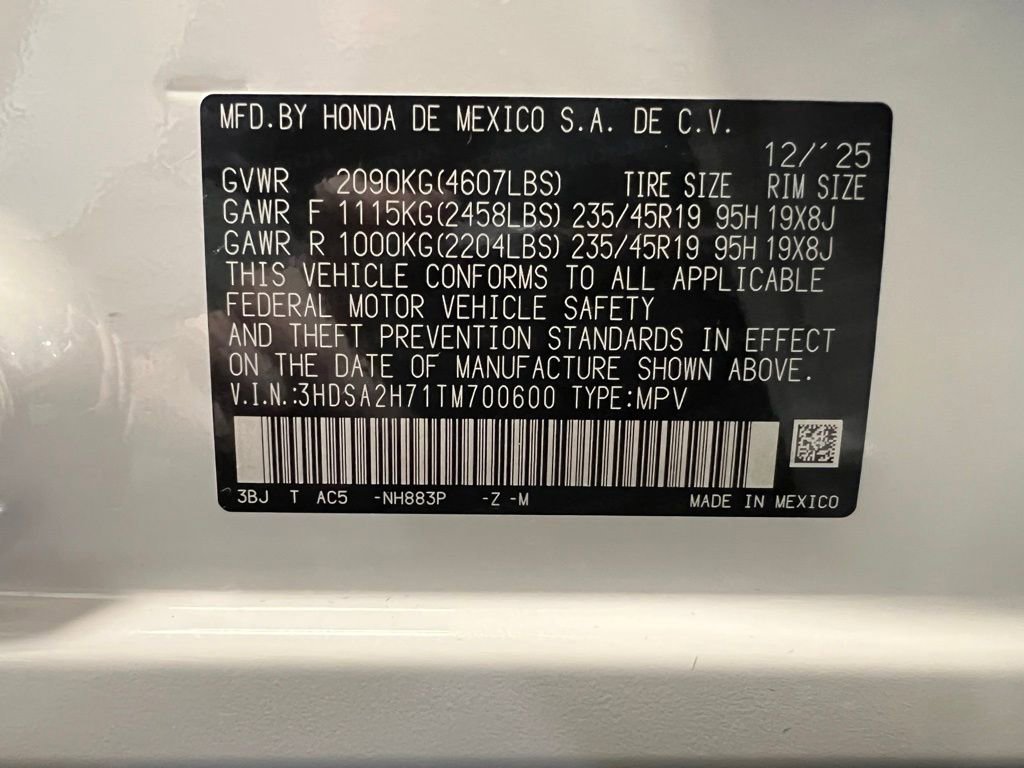 MFD.BY HONDA DE MEXICO S.A. DE C.V.
12/'25
GVWR 2090KG(4607LBS) TIRE SIZE RIM SIZE
GAWR F 1115KG(2458LBS) 235/45R19 95H 19X8J
GAWR R 1000KG(2204LBS) 235/45R19 95H 19X8J
THIS VEHICLE CONFORMS TO ALL APPLICABLE
FEDERAL MOTOR VEHICLE SAFETY
AND THEFT PREVENTION STANDARDS IN EFFECT
ON THE DATE OF MANUFACTURE SHOWN ABOVE.
V.I.N.:3HDSA2H71TM700600 TYPE:MPV
3BJ T AC5 -NH883P -Z -M MADE IN MEXICO